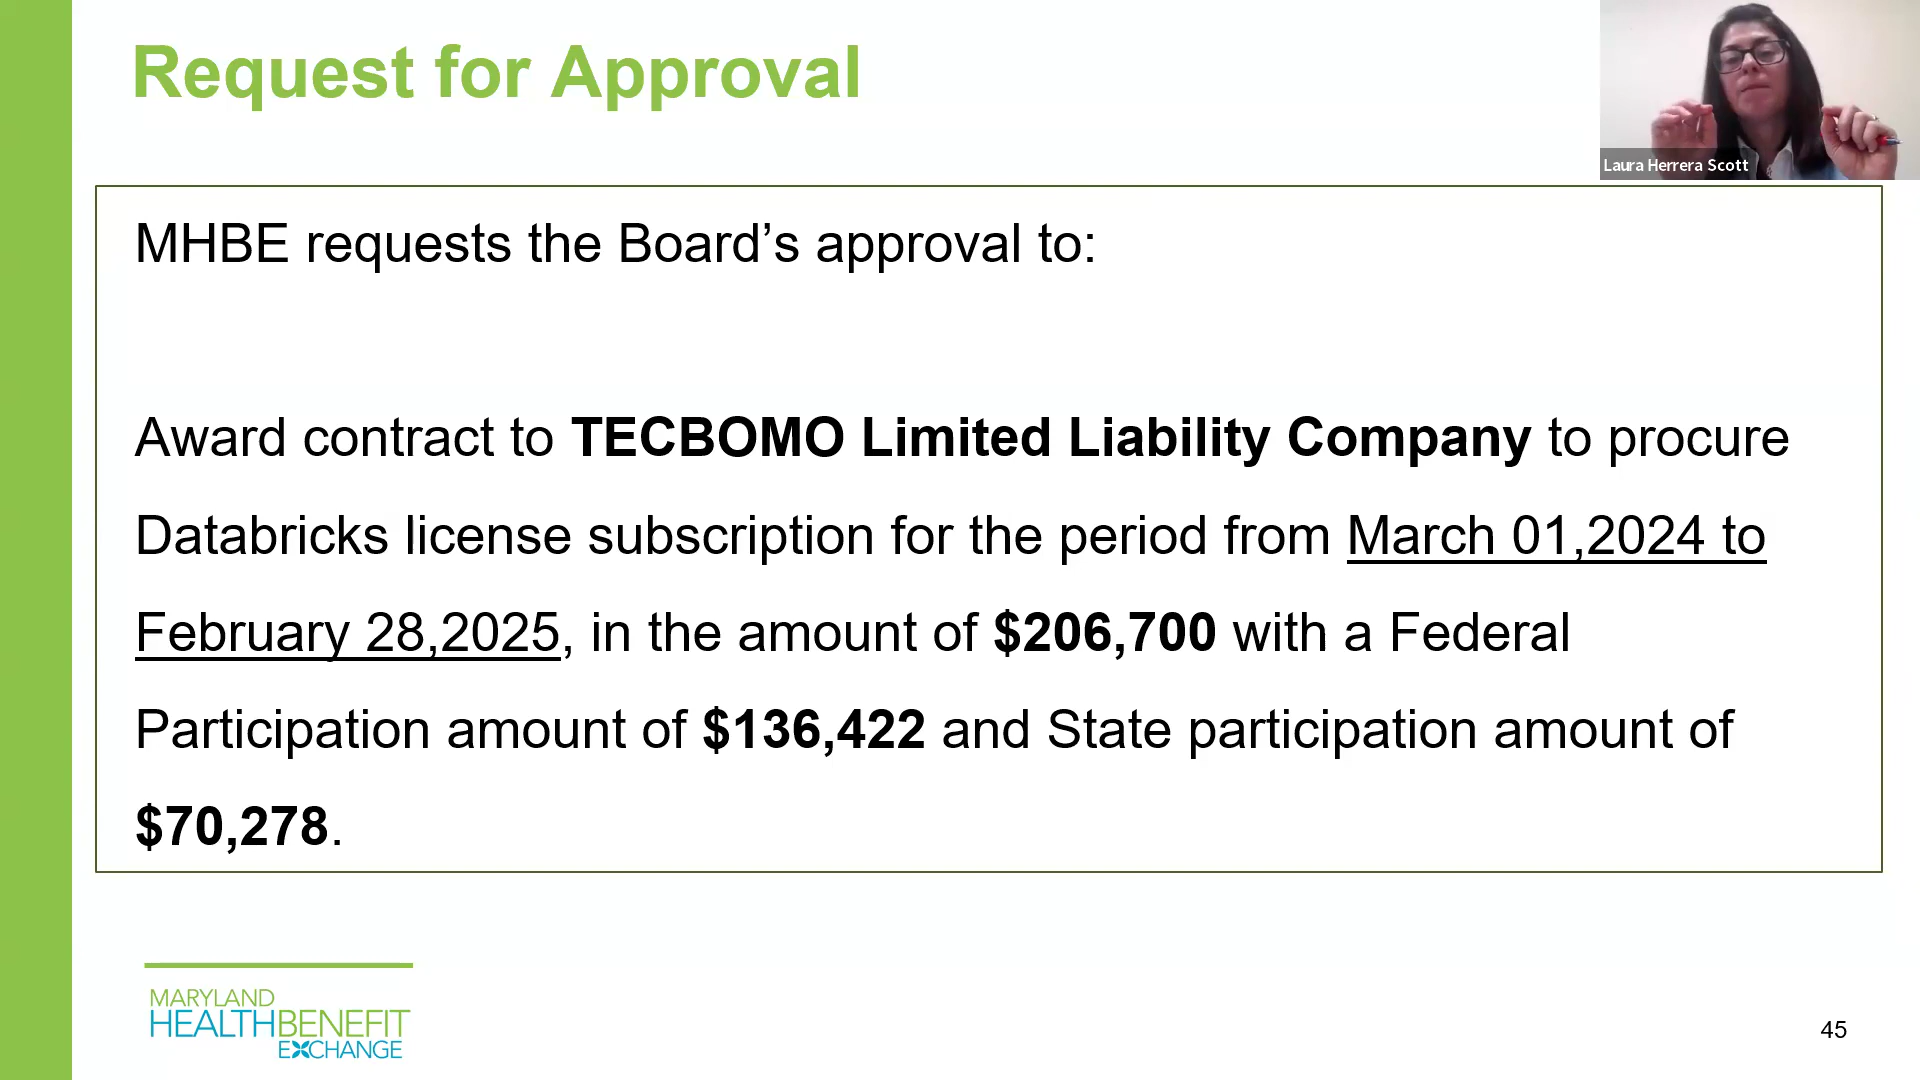 Request for Approval
Laura Herrera Scott
MHBE requests the Board’s approval to:
Award contract to TECBOMO Limited Liability Company to procure
Databricks license subscription for the period from March 01,2024 to
February 28,2025, in the amount of $206,700 with a Federal
Participation amount of $136,422 and State participation amount of
$70,278.
MARYLAND
HEALTHBENEFIT
EXCHANGE
45